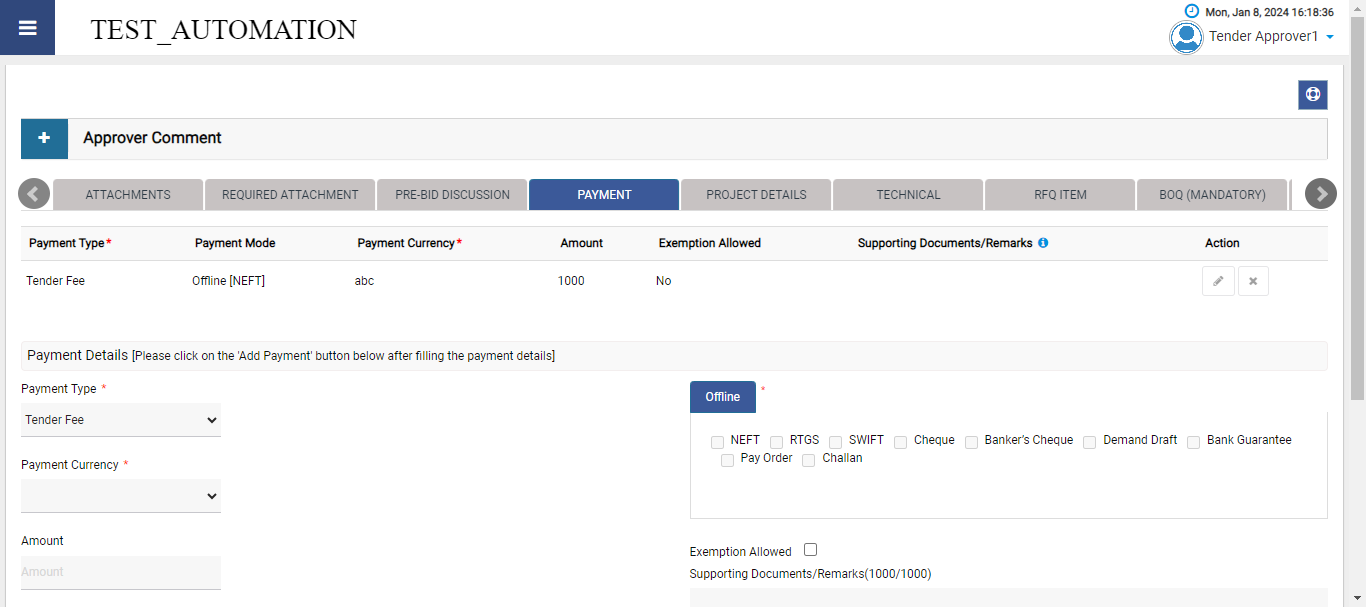 Mon, Jan 8, 2024 16:18:36
TEST_AUTOMATION
Tender Approver1
Approver Comment
ATTACHMENTS REQUIRED ATTACHMENT PRE-BID DISCUSSION PAYMENT PROJECT DETAILS TECHNICAL RFQ ITEM BOQ (MANDATORY)
Payment Type* Payment Mode Payment Currency* Amount Exemption Allowed Supporting Documents/Remarks Action
Tender Fee Offline [NEFT] abc 1000 No
Payment Details [Please click on the 'Add Payment' button below after filling the payment details]
Payment Type *
Tender Fee
Payment Currency *
Amount
Amount
Offline *
NEFT RTGS SWIFT Cheque Banker's Cheque Demand Draft Bank Guarantee
Pay Order Challan
Exemption Allowed
Supporting Documents/Remarks(1000/1000)